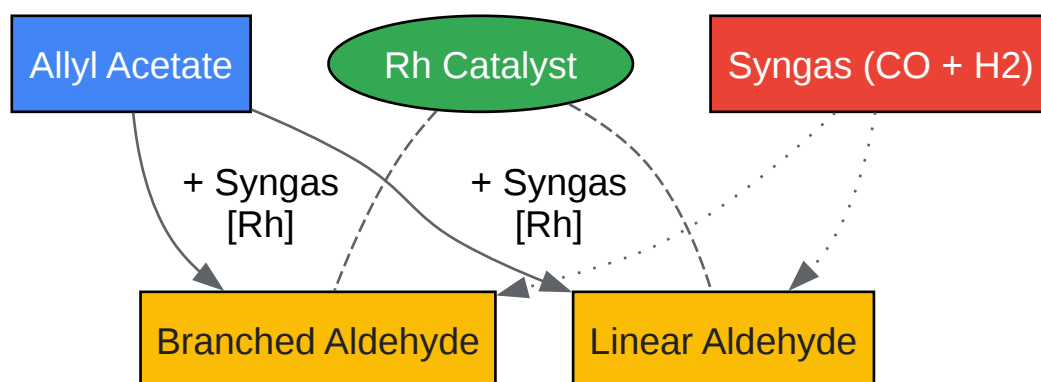 Allyl Acetate
Rh Catalyst
Syngas (CO + H2)
+ Syngas
[Rh]
+ Syngas
[Rh]
Branched Aldehyde
Linear Aldehyde